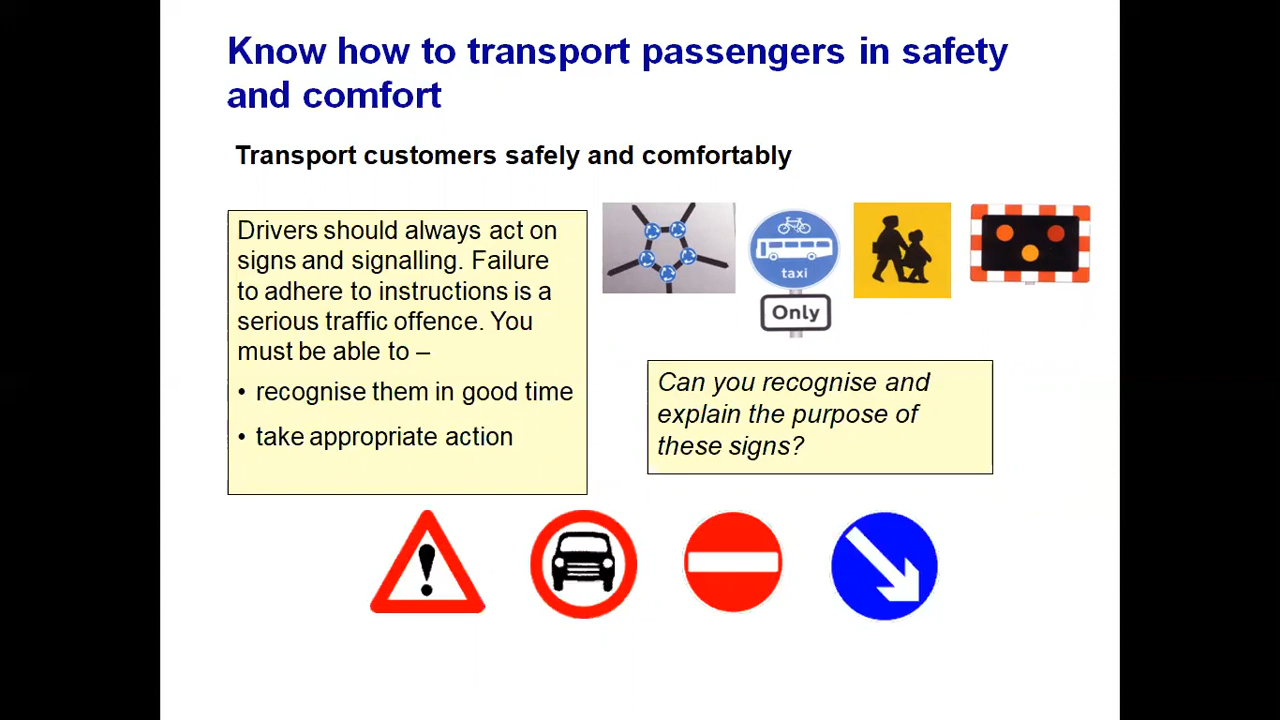 Know how to transport passengers in safety
and comfort
Transport customers safely and comfortably
Drivers should always act on
signs and signalling. Failure
to adhere to instructions is a
serious traffic offence. You
must be able to –
• recognise them in good time
• take appropriate action
taxi
Only
Can you recognise and
explain the purpose of
these signs?
!